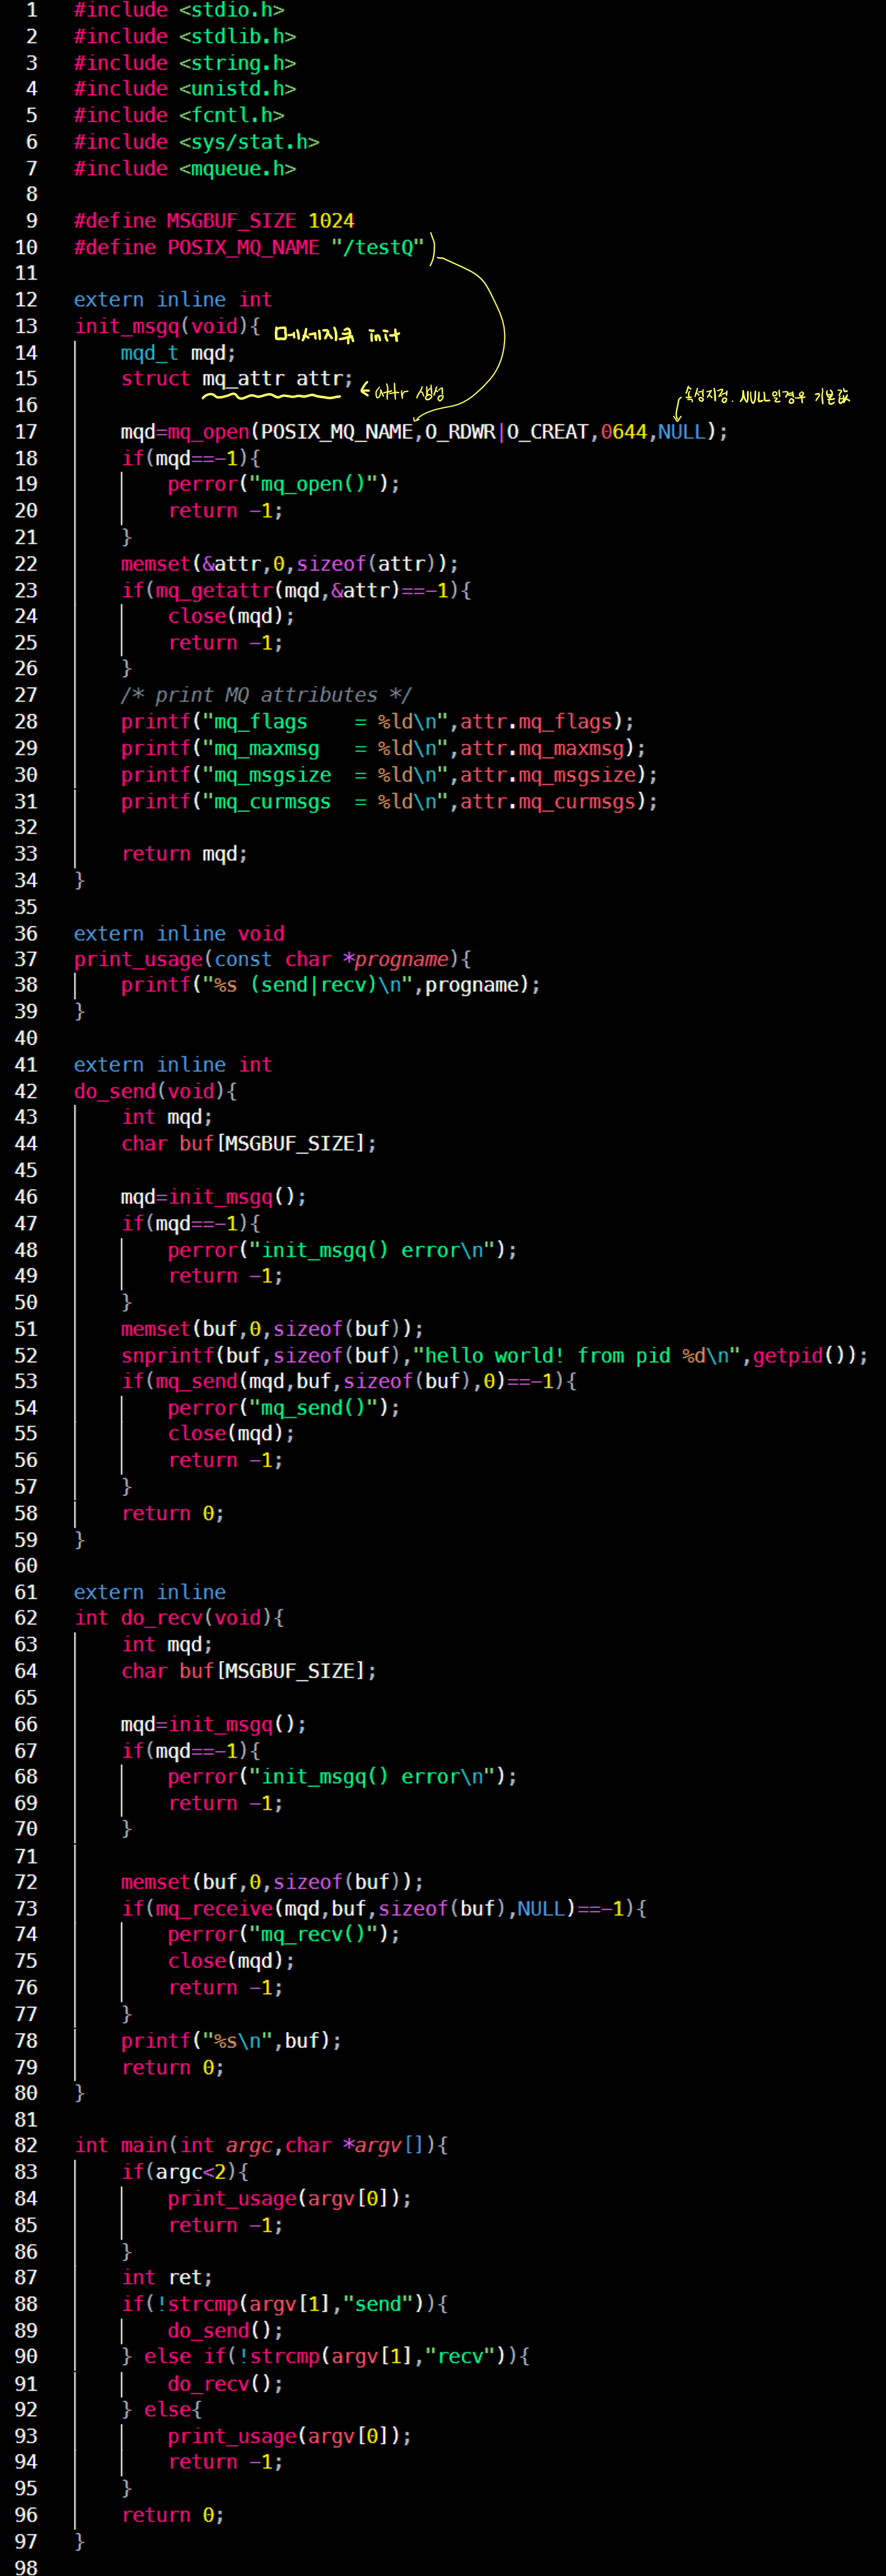 1 #include <stdio.h>
2 #include <stdlib.h>
3 #include <string.h>
4 #include <unistd.h>
5 #include <fcntl.h>
6 #include <sys/stat.h>
7 #include <mqueue.h>
8
9 #define MSGBUF_SIZE 1024
10 #define POSIX_MQ_NAME "/testQ"
11
12 extern inline int
13 init_msgq(void){ 메세지큐 init
14     mqd_t mqd;
15     struct mq_attr attr; ← attr 생성
16
속성지정. NULL인경우 기본값
17     mqd=mq_open(POSIX_MQ_NAME,O_RDWR|O_CREAT,0644,NULL);
18     if(mqd==-1){
19         perror("mq_open()");
20         return -1;
21     }
22     memset(&attr,0,sizeof(attr));
23     if(mq_getattr(mqd,&attr)==-1){
24         close(mqd);
25         return -1;
26     }
27     /* print MQ attributes */
28     printf("mq_flags    = %ld\n",attr.mq_flags);
29     printf("mq_maxmsg   = %ld\n",attr.mq_maxmsg);
30     printf("mq_msgsize  = %ld\n",attr.mq_msgsize);
31     printf("mq_curmsgs  = %ld\n",attr.mq_curmsgs);
32
33     return mqd;
34 }
35
36 extern inline void
37 print_usage(const char *progname){
38     printf("%s (send|recv)\n",progname);
39 }
40
41 extern inline int
42 do_send(void){
43     int mqd;
44     char buf[MSGBUF_SIZE];
45
46     mqd=init_msgq();
47     if(mqd==-1){
48         perror("init_msgq() error\n");
49         return -1;
50     }
51     memset(buf,0,sizeof(buf));
52     snprintf(buf,sizeof(buf),"hello world! from pid %d\n",getpid());
53     if(mq_send(mqd,buf,sizeof(buf),0)==-1){
54         perror("mq_send()");
55         close(mqd);
56         return -1;
57     }
58     return 0;
59 }
60
61 extern inline
62 int do_recv(void){
63     int mqd;
64     char buf[MSGBUF_SIZE];
65
66     mqd=init_msgq();
67     if(mqd==-1){
68         perror("init_msgq() error\n");
69         return -1;
70     }
71
72     memset(buf,0,sizeof(buf));
73     if(mq_receive(mqd,buf,sizeof(buf),NULL)==-1){
74         perror("mq_recv()");
75         close(mqd);
76         return -1;
77     }
78     printf("%s\n",buf);
79     return 0;
80 }
81
82 int main(int argc,char *argv[]){
83     if(argc<2){
84         print_usage(argv[0]);
85         return -1;
86     }
87     int ret;
88     if(!strcmp(argv[1],"send")){
89         do_send();
90     } else if(!strcmp(argv[1],"recv")){
91         do_recv();
92     } else{
93         print_usage(argv[0]);
94         return -1;
95     }
96     return 0;
97 }
98